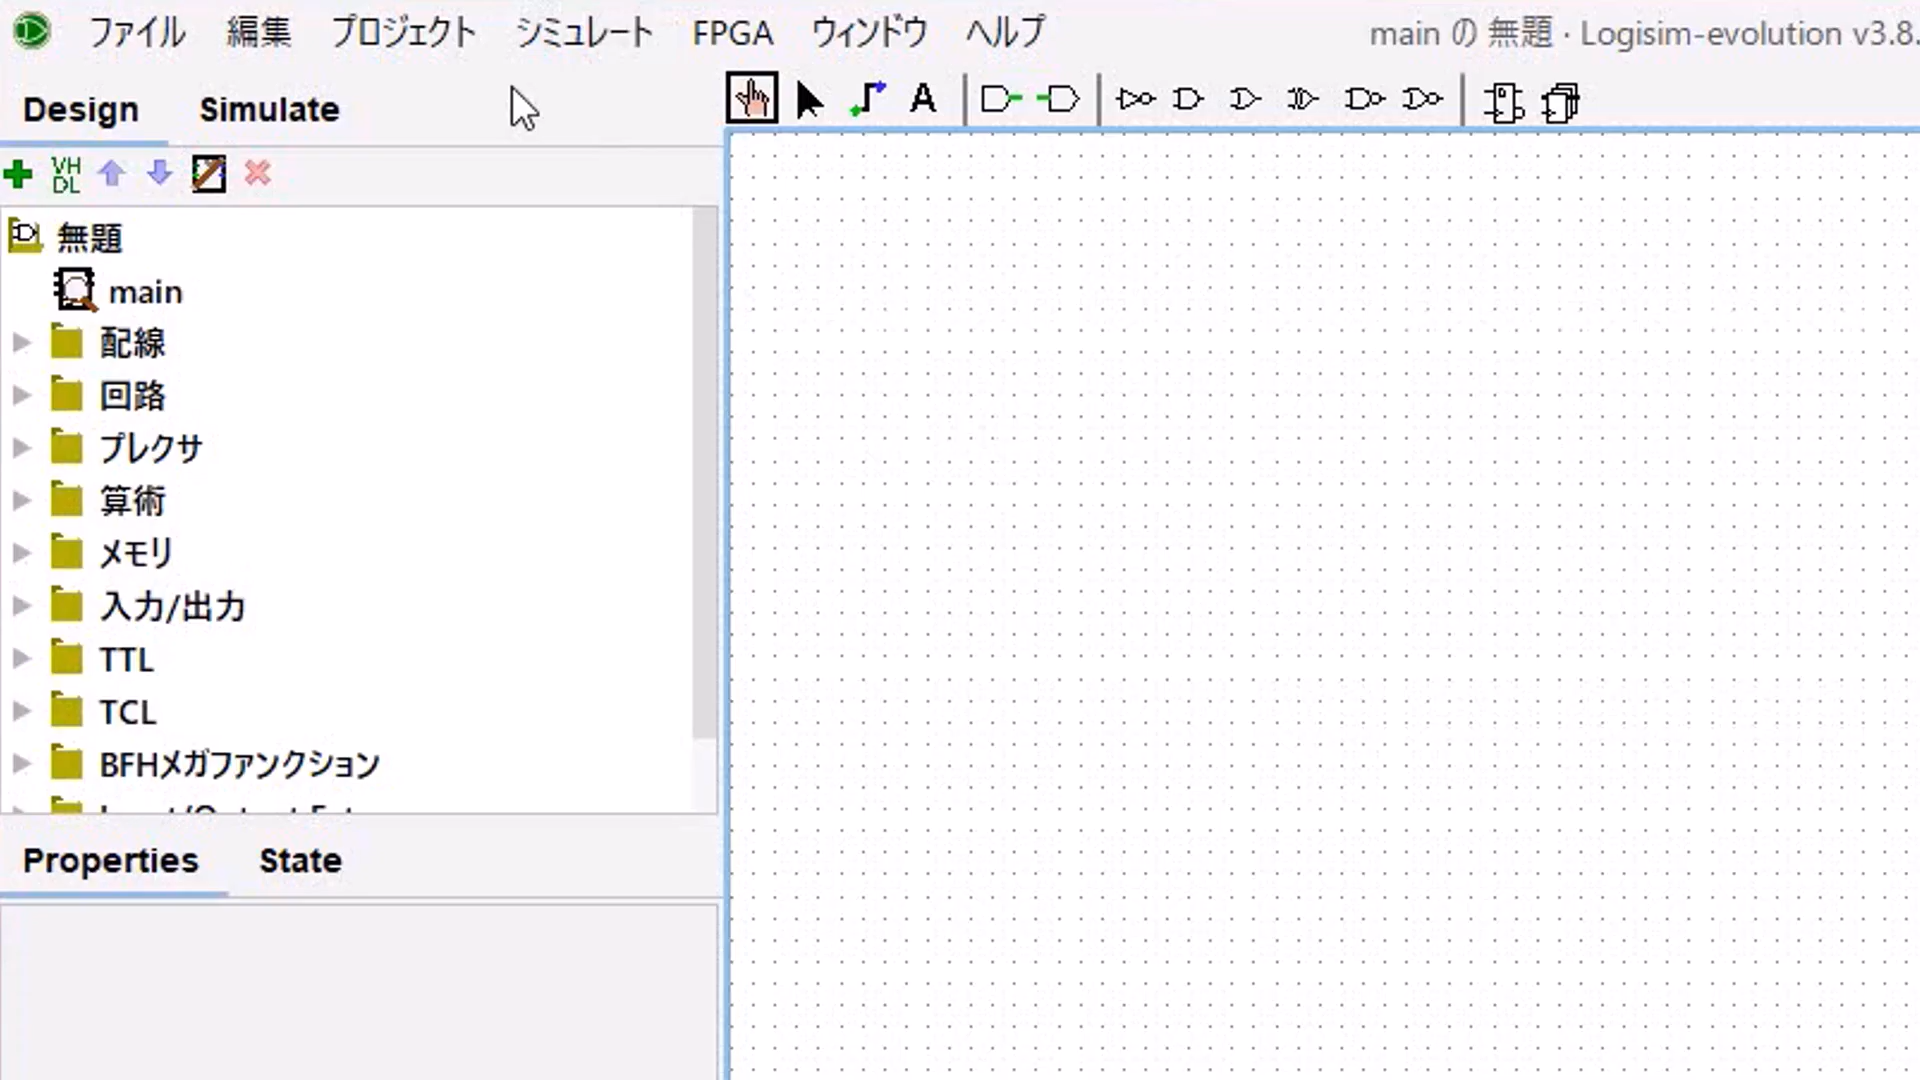 ファイル 編集 プロジェクト シミュレート FPGA ウィンドウ ヘルプ main の 無題 · Logisim-evolution v3.8.
Design Simulate
A
VH
DL
無題
main
配線
回路
プレクサ
算術
メモリ
入力/出力
TTL
TCL
BFHメガファンクション
Properties State